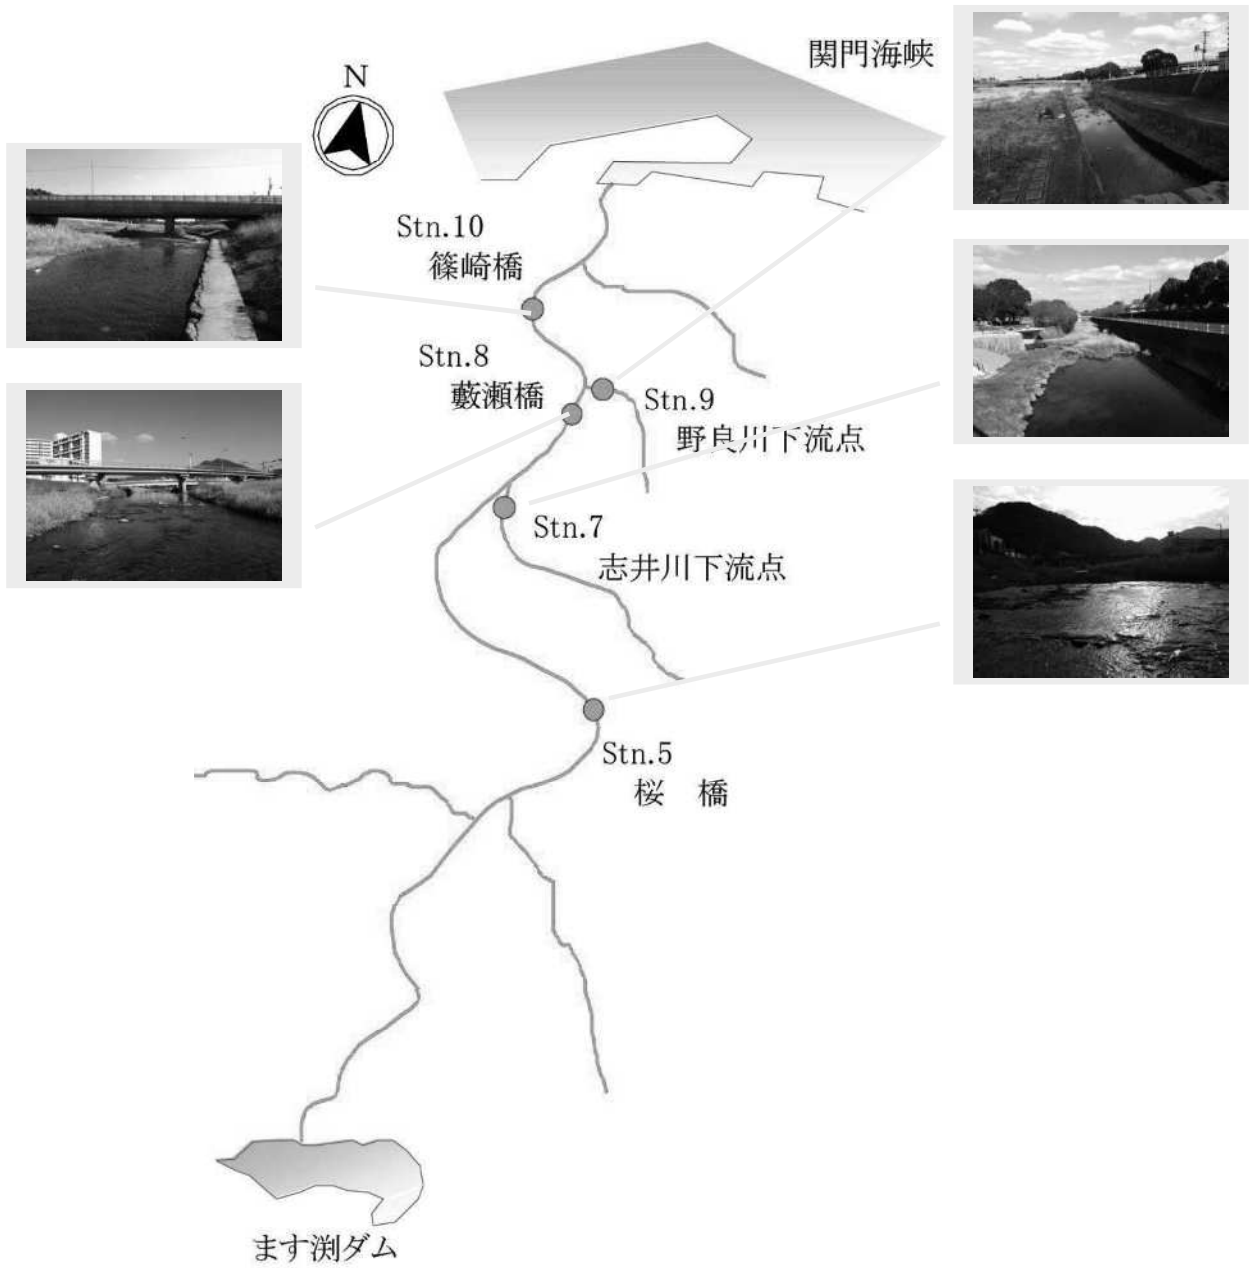 関門海峡
N
Stn.10
篠崎橋
Stn.8
藪瀬橋
Stn.9
野良川下流点
Stn.7
志井川下流点
Stn.5
桜　橋
ます渕ダム